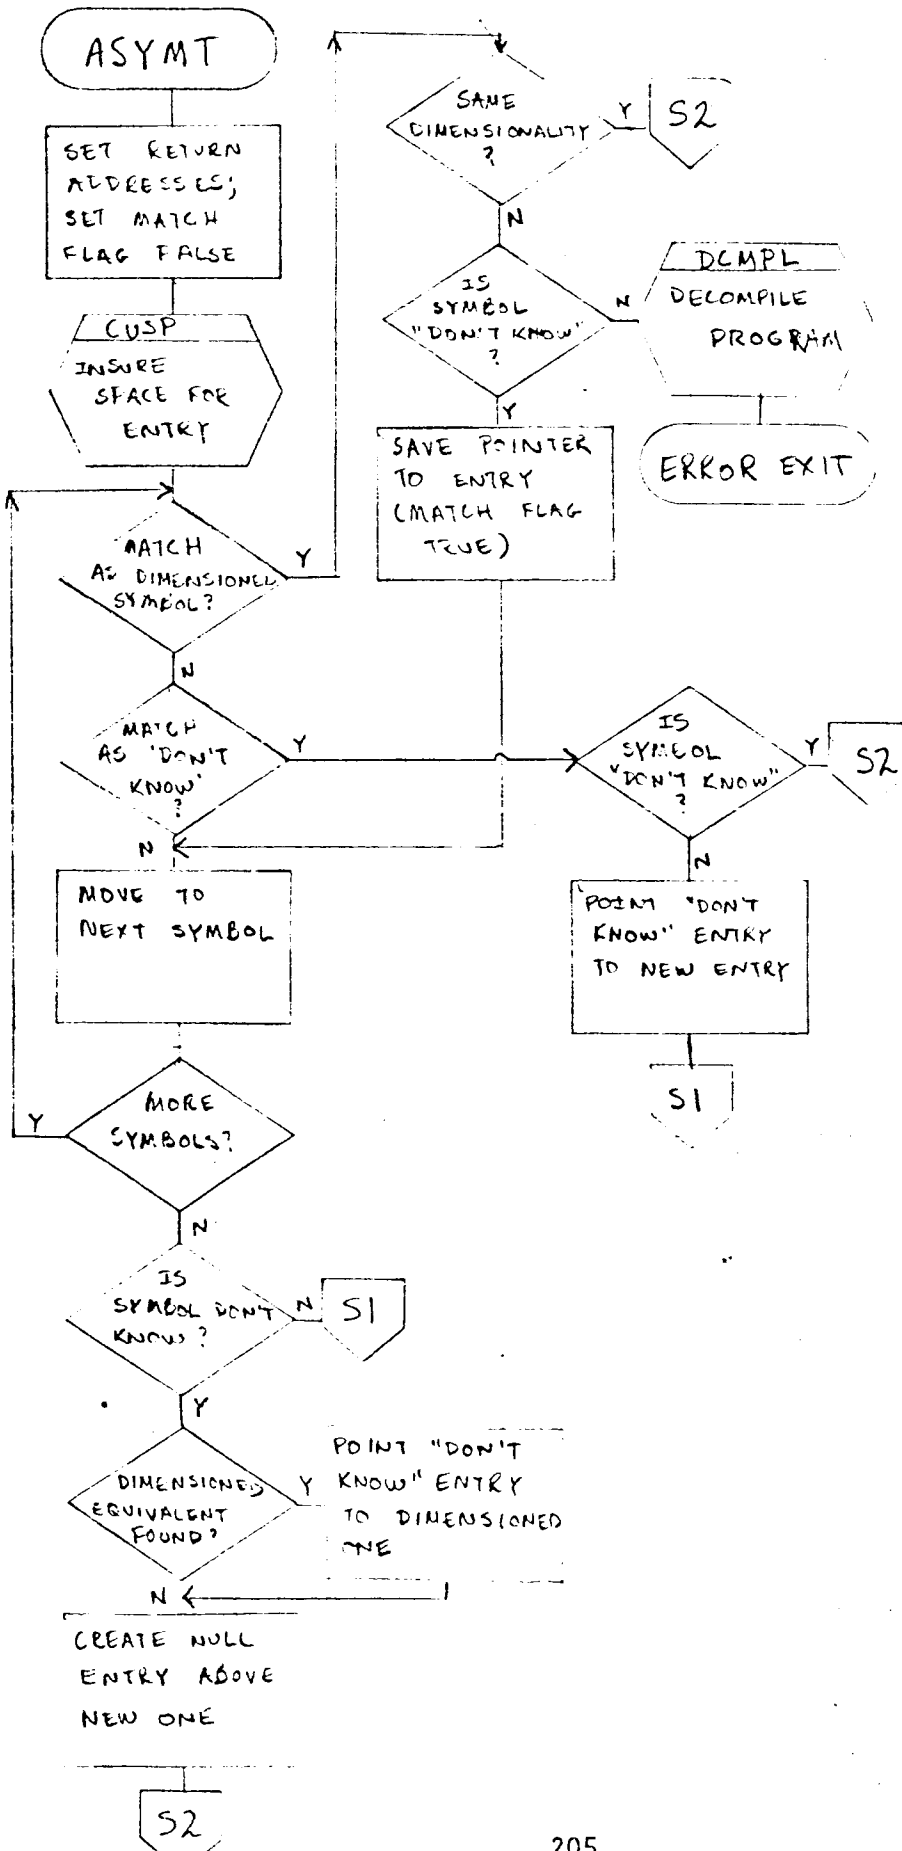 ASYMT
SET RETURN
ADDRESSES;
SET MATCH
FLAG FALSE
CUSP
INSURE
SPACE FOR
ENTRY
MATCH
AS DIMENSIONED
SYMBOL?
Y
N
MATCH
AS 'DON'T
KNOW'
?
Y
N
MOVE TO
NEXT SYMBOL
MORE
SYMBOLS?
Y
N
IS
SYMBOL DON'T
KNOW?
N
S1
Y
DIMENSIONED
EQUIVALENT
FOUND?
Y
POINT "DON'T
KNOW" ENTRY
TO DIMENSIONED
ONE
N
CREATE NULL
ENTRY ABOVE
NEW ONE
S2
SAME
DIMENSIONALITY
?
Y
S2
N
IS
SYMBOL
"DON'T KNOW"
?
N
DCMPL
DECOMPILE
PROGRAM
ERROR EXIT
Y
SAVE POINTER
TO ENTRY
(MATCH FLAG
TRUE)
IS
SYMBOL
"DON'T KNOW"
?
Y
S2
N
POINT "DON'T
KNOW" ENTRY
TO NEW ENTRY
S1
205